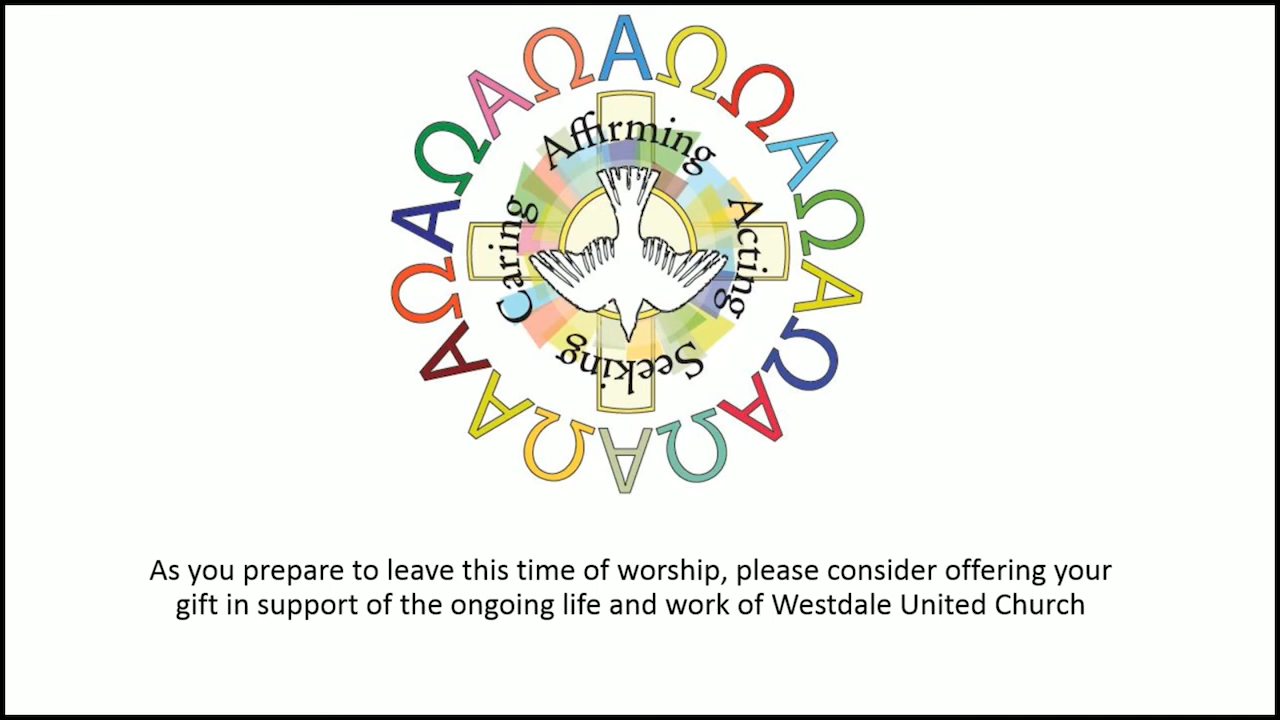 A Ω Ω A Ω A Ω A Ω A Ω A A Ω A Ω A Ω
Affirming
Acting
Seeking
Caring
As you prepare to leave this time of worship, please consider offering your
gift in support of the ongoing life and work of Westdale United Church